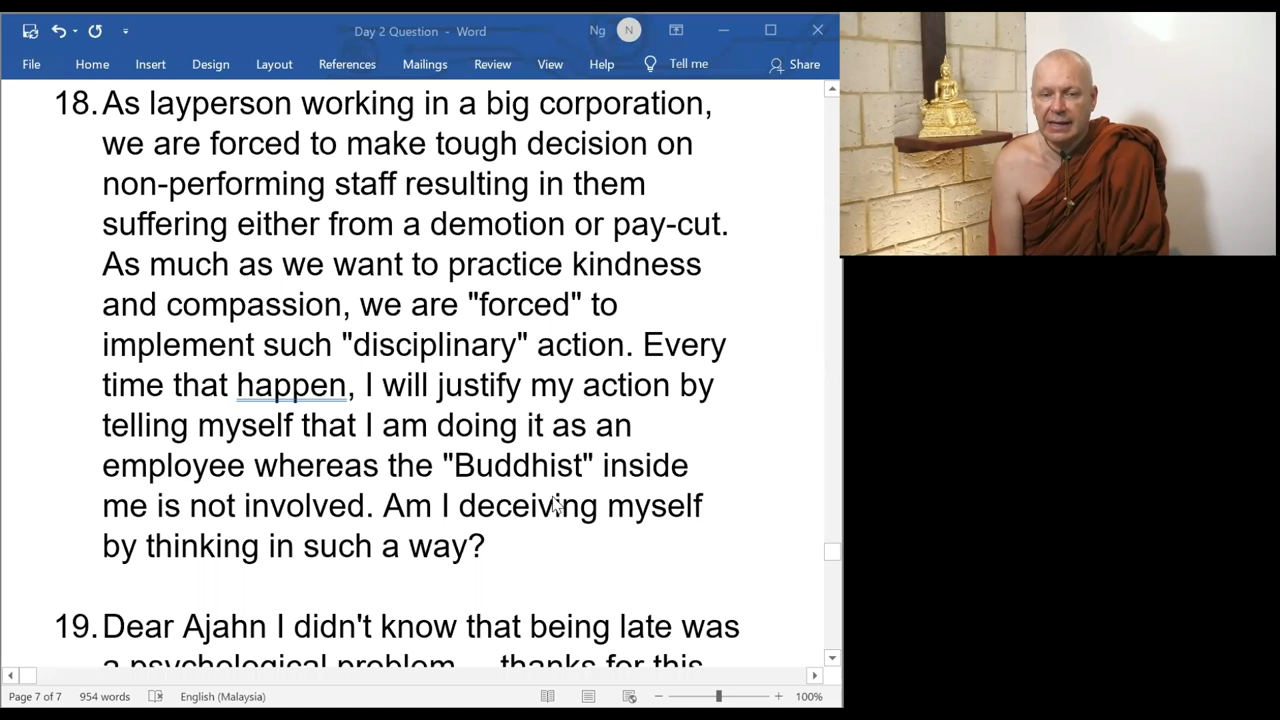 Day 2 Question - Word
Ng
N
File Home Insert Design Layout References Mailings Review View Help Tell me Share
18. As layperson working in a big corporation,
we are forced to make tough decision on
non-performing staff resulting in them
suffering either from a demotion or pay-cut.
As much as we want to practice kindness
and compassion, we are "forced" to
implement such "disciplinary" action. Every
time that happen, I will justify my action by
telling myself that I am doing it as an
employee whereas the "Buddhist" inside
me is not involved. Am I deceiving myself
by thinking in such a way?
19. Dear Ajahn I didn't know that being late was
a psychological problem.... thanks for this
Page 7 of 7 954 words English (Malaysia) 100%